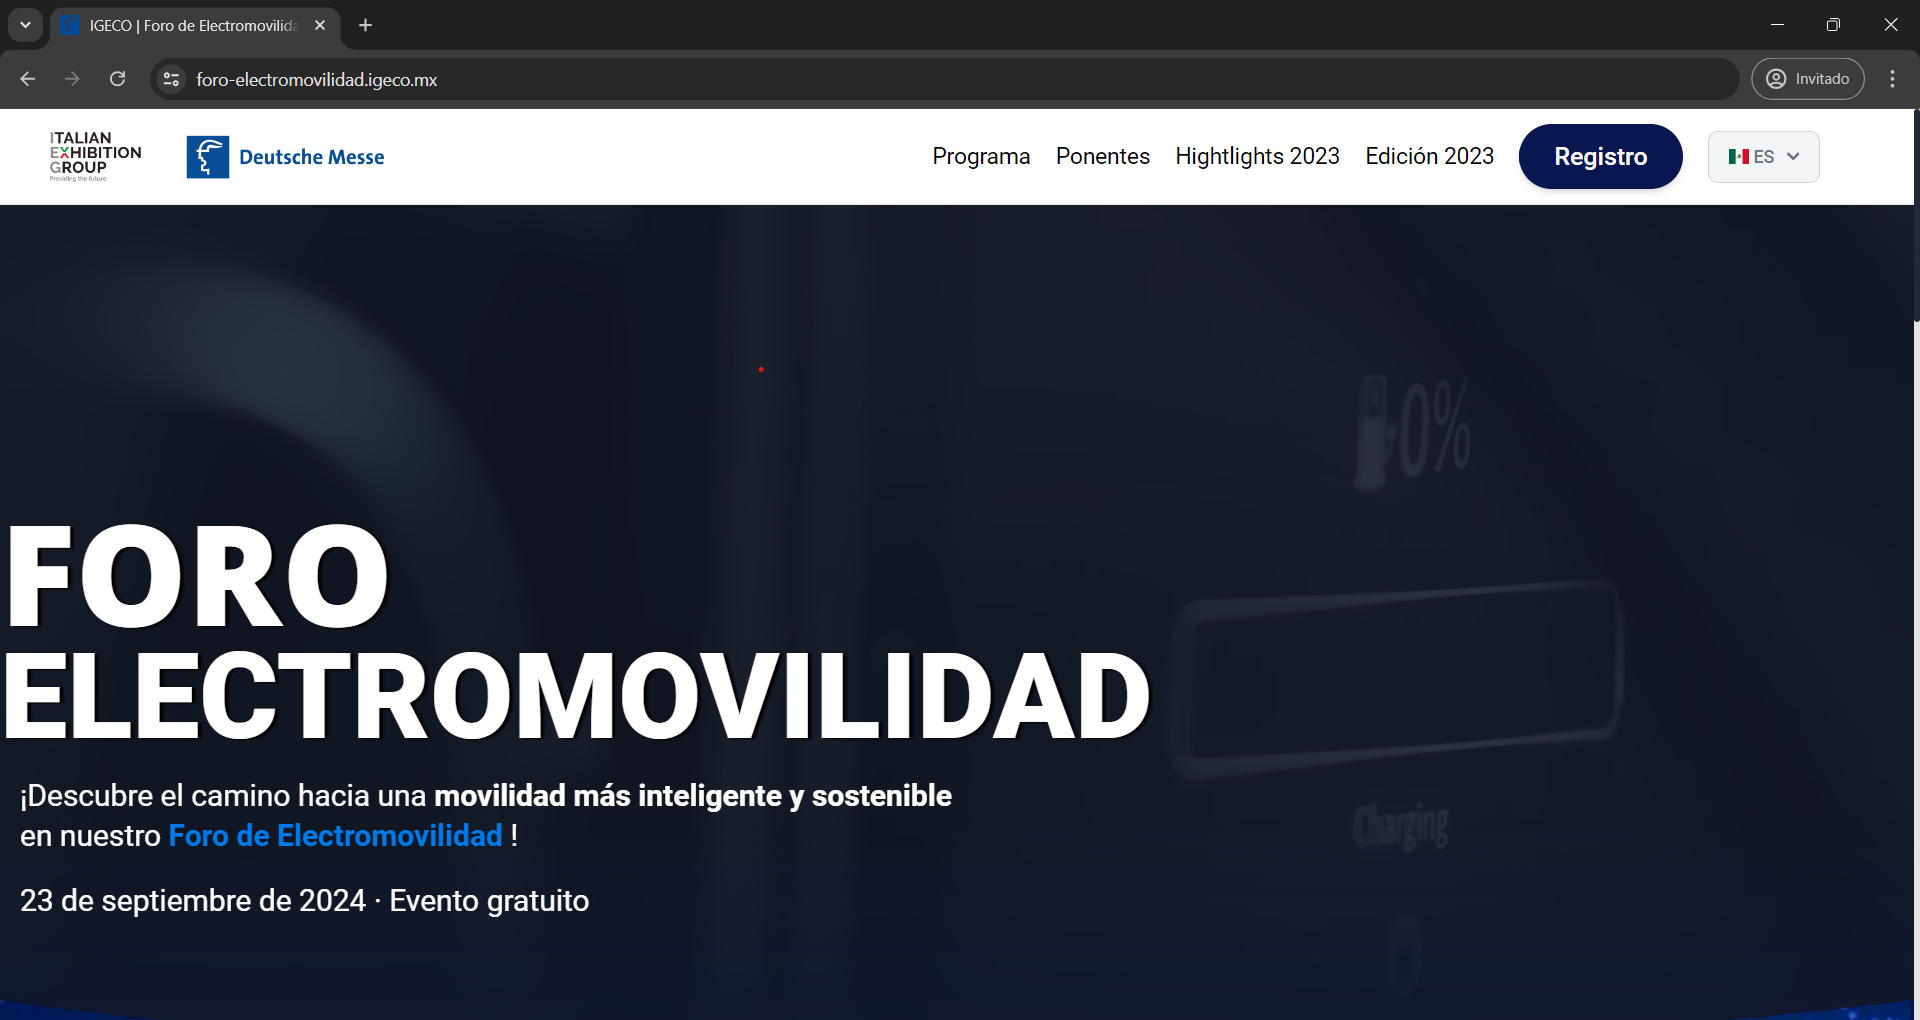 IGECO | Foro de Electromovilida
foro-electromovilidad.igeco.mx
Invitado
ITALIAN
EXHIBITION
GROUP
Providing the future
Deutsche Messe
Programa
Ponentes
Hightlights 2023
Edición 2023
Registro
ES
0%
FORO
ELECTROMOVILIDAD
Charging
¡Descubre el camino hacia una movilidad más inteligente y sostenible
en nuestro Foro de Electromovilidad !
23 de septiembre de 2024 · Evento gratuito